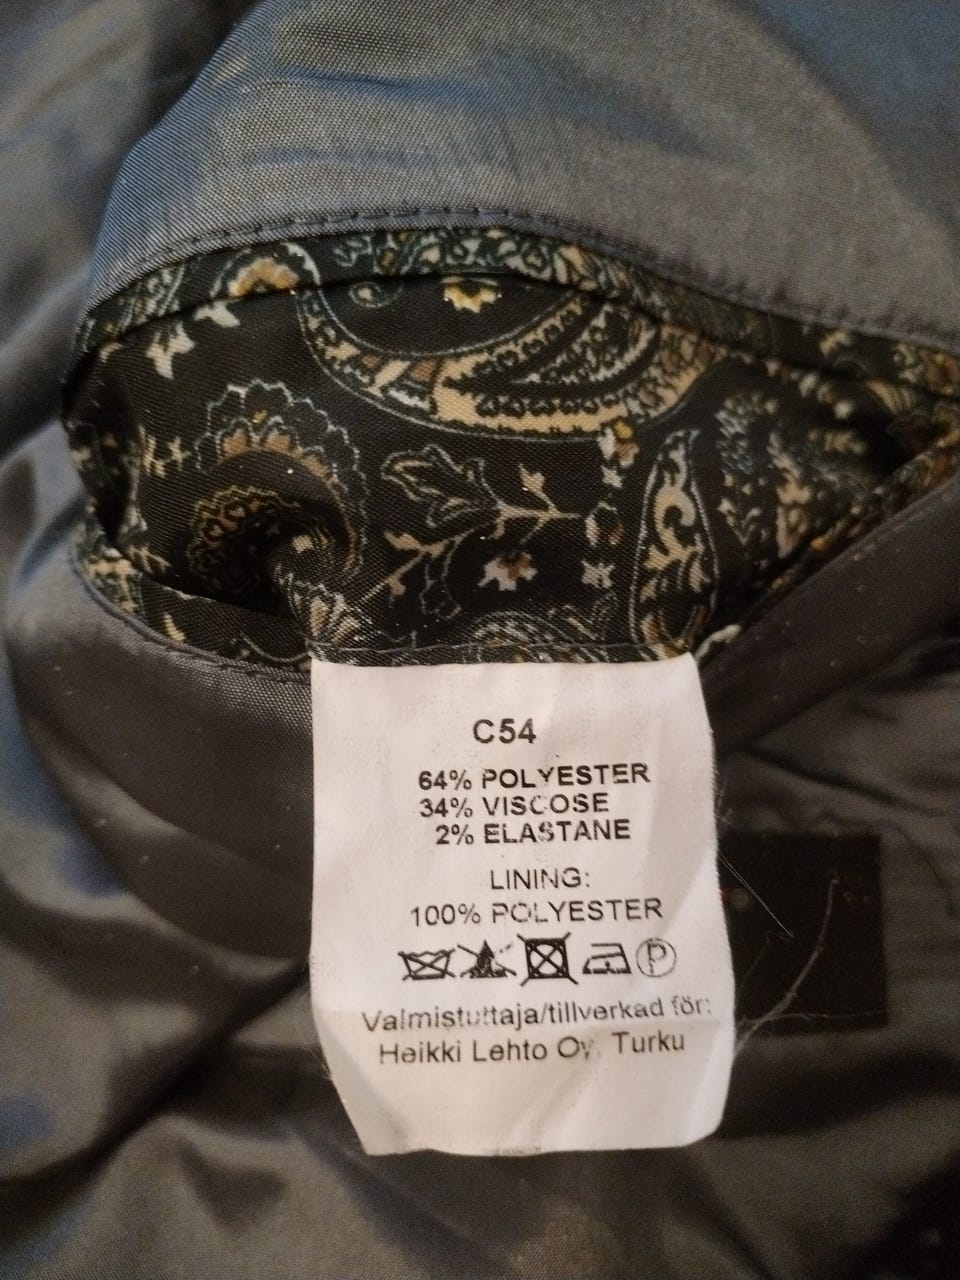 C54
64% POLYESTER
34% VISCOSE
2% ELASTANE
LINING:
100% POLYESTER
P
Valmistuttaja/tillverkad för:
Heikki Lehto Oy, Turku